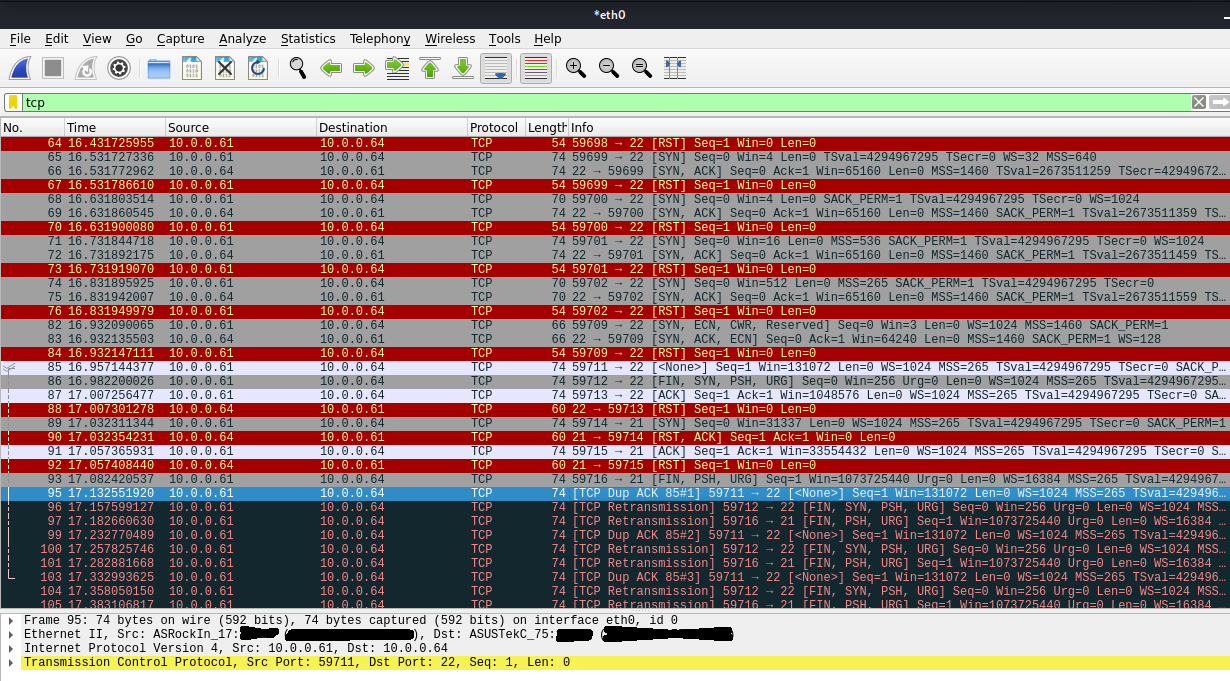 *eth0
File Edit View Go Capture Analyze Statistics Telephony Wireless Tools Help
tcp
No. Time Source Destination Protocol Length Info
64 16.431725955 10.0.0.61 10.0.0.64 TCP 54 59698 → 22 [RST] Seq=1 Win=0 Len=0
65 16.531727336 10.0.0.61 10.0.0.64 TCP 74 59699 → 22 [SYN] Seq=0 Win=4 Len=0 TSval=4294967295 TSecr=0 WS=32 MSS=640
66 16.531772962 10.0.0.64 10.0.0.61 TCP 74 22 → 59699 [SYN, ACK] Seq=0 Ack=1 Win=65160 Len=0 MSS=1460 TSval=2673511259 TSecr=42949672…
67 16.531786610 10.0.0.61 10.0.0.64 TCP 54 59699 → 22 [RST] Seq=1 Win=0 Len=0
68 16.631803514 10.0.0.61 10.0.0.64 TCP 70 59700 → 22 [SYN] Seq=0 Win=4 Len=0 SACK_PERM=1 TSval=4294967295 TSecr=0 WS=1024
69 16.631860545 10.0.0.64 10.0.0.61 TCP 74 22 → 59700 [SYN, ACK] Seq=0 Ack=1 Win=65160 Len=0 MSS=1460 SACK_PERM=1 TSval=2673511359 TS…
70 16.631900080 10.0.0.61 10.0.0.64 TCP 54 59700 → 22 [RST] Seq=1 Win=0 Len=0
71 16.731844718 10.0.0.61 10.0.0.64 TCP 74 59701 → 22 [SYN] Seq=0 Win=16 Len=0 MSS=536 SACK_PERM=1 TSval=4294967295 TSecr=0 WS=1024
72 16.731892175 10.0.0.64 10.0.0.61 TCP 74 22 → 59701 [SYN, ACK] Seq=0 Ack=1 Win=65160 Len=0 MSS=1460 SACK_PERM=1 TSval=2673511459 TS…
73 16.731919070 10.0.0.61 10.0.0.64 TCP 54 59701 → 22 [RST] Seq=1 Win=0 Len=0
74 16.831895925 10.0.0.61 10.0.0.64 TCP 70 59702 → 22 [SYN] Seq=0 Win=512 Len=0 MSS=265 SACK_PERM=1 TSval=4294967295 TSecr=0
75 16.831942007 10.0.0.64 10.0.0.61 TCP 70 22 → 59702 [SYN, ACK] Seq=0 Ack=1 Win=65160 Len=0 MSS=1460 SACK_PERM=1 TSval=2673511559 TS…
76 16.831949979 10.0.0.61 10.0.0.64 TCP 54 59702 → 22 [RST] Seq=1 Win=0 Len=0
82 16.932090065 10.0.0.61 10.0.0.64 TCP 66 59709 → 22 [SYN, ECN, CWR, Reserved] Seq=0 Win=3 Len=0 WS=1024 MSS=1460 SACK_PERM=1
83 16.932135503 10.0.0.64 10.0.0.61 TCP 66 22 → 59709 [SYN, ACK, ECN] Seq=0 Ack=1 Win=64240 Len=0 MSS=1460 SACK_PERM=1 WS=128
84 16.932147111 10.0.0.61 10.0.0.64 TCP 54 59709 → 22 [RST] Seq=1 Win=0 Len=0
85 16.957144377 10.0.0.61 10.0.0.64 TCP 74 59711 → 22 [<None>] Seq=1 Win=131072 Len=0 WS=1024 MSS=265 TSval=4294967295 TSecr=0 SACK_P…
86 16.982200026 10.0.0.61 10.0.0.64 TCP 74 59712 → 22 [FIN, SYN, PSH, URG] Seq=0 Win=256 Urg=0 Len=0 WS=1024 MSS=265 TSval=4294967295…
87 17.007256477 10.0.0.61 10.0.0.64 TCP 74 59713 → 22 [ACK] Seq=1 Ack=1 Win=1048576 Len=0 WS=1024 MSS=265 TSval=4294967295 TSecr=0 SA…
88 17.007301278 10.0.0.64 10.0.0.61 TCP 60 22 → 59713 [RST] Seq=1 Win=0 Len=0
89 17.032311344 10.0.0.61 10.0.0.64 TCP 74 59714 → 21 [SYN] Seq=0 Win=31337 Len=0 WS=1024 MSS=265 TSval=4294967295 TSecr=0 SACK_PERM=1
90 17.032354231 10.0.0.64 10.0.0.61 TCP 60 21 → 59714 [RST, ACK] Seq=1 Ack=1 Win=0 Len=0
91 17.057365931 10.0.0.61 10.0.0.64 TCP 74 59715 → 21 [ACK] Seq=1 Ack=1 Win=33554432 Len=0 WS=1024 MSS=265 TSval=4294967295 TSecr=0 S…
92 17.057408440 10.0.0.64 10.0.0.61 TCP 60 21 → 59715 [RST] Seq=1 Win=0 Len=0
93 17.082420537 10.0.0.61 10.0.0.64 TCP 74 59716 → 21 [FIN, PSH, URG] Seq=1 Win=1073725440 Urg=0 Len=0 WS=16384 MSS=265 TSval=4294967…
95 17.132551920 10.0.0.61 10.0.0.64 TCP 74 [TCP Dup ACK 85#1] 59711 → 22 [<None>] Seq=1 Win=131072 Len=0 WS=1024 MSS=265 TSval=429496…
96 17.157599127 10.0.0.61 10.0.0.64 TCP 74 [TCP Retransmission] 59712 → 22 [FIN, SYN, PSH, URG] Seq=0 Win=256 Urg=0 Len=0 WS=1024 MSS…
97 17.182660630 10.0.0.61 10.0.0.64 TCP 74 [TCP Retransmission] 59716 → 21 [FIN, PSH, URG] Seq=1 Win=1073725440 Urg=0 Len=0 WS=16384 …
99 17.232770489 10.0.0.61 10.0.0.64 TCP 74 [TCP Dup ACK 85#2] 59711 → 22 [<None>] Seq=1 Win=131072 Len=0 WS=1024 MSS=265 TSval=429496…
100 17.257825746 10.0.0.61 10.0.0.64 TCP 74 [TCP Retransmission] 59712 → 22 [FIN, SYN, PSH, URG] Seq=0 Win=256 Urg=0 Len=0 WS=1024 MSS…
101 17.282881668 10.0.0.61 10.0.0.64 TCP 74 [TCP Retransmission] 59716 → 21 [FIN, PSH, URG] Seq=1 Win=1073725440 Urg=0 Len=0 WS=16384 …
103 17.332993625 10.0.0.61 10.0.0.64 TCP 74 [TCP Dup ACK 85#3] 59711 → 22 [<None>] Seq=1 Win=131072 Len=0 WS=1024 MSS=265 TSval=429496…
104 17.358050150 10.0.0.61 10.0.0.64 TCP 74 [TCP Retransmission] 59712 → 22 [FIN, SYN, PSH, URG] Seq=0 Win=256 Urg=0 Len=0 WS=1024 MSS…
105 17.383106817 10.0.0.61 10.0.0.64 TCP 74 [TCP Retransmission] 59716 → 21 [FIN, PSH, URG] Seq=1 Win=1073725440 Urg=0 Len=0 WS=16384
Frame 95: 74 bytes on wire (592 bits), 74 bytes captured (592 bits) on interface eth0, id 0
Ethernet II, Src: ASRockIn_17: ( ), Dst: ASUSTekC_75: (
Internet Protocol Version 4, Src: 10.0.0.61, Dst: 10.0.0.64
Transmission Control Protocol, Src Port: 59711, Dst Port: 22, Seq: 1, Len: 0